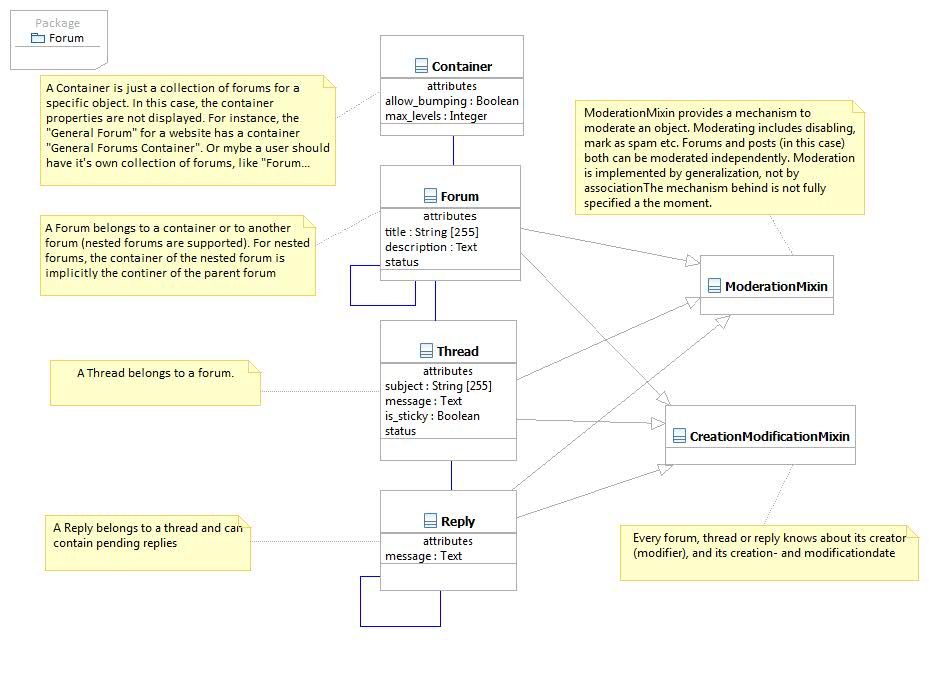 Package
Forum
Container
attributes
allow_bumping : Boolean
max_levels : Integer
A Container is just a collection of forums for a
specific object. In this case, the container
properties are not displayed. For instance, the
"General Forum" for a website has a container
"General Forums Container". Or mybe a user should
have it's own collection of forums, like "Forum...
ModerationMixin provides a mechanism to
moderate an object. Moderating includes disabling,
mark as spam etc. Forums and posts (in this case)
both can be moderated independently. Moderation
is implemented by generalization, not by
associationThe mechanism behind is not fully
specified a the moment.
Forum
attributes
title : String [255]
description : Text
status
A Forum belongs to a container or to another
forum (nested forums are supported). For nested
forums, the container of the nested forum is
implicitly the continer of the parent forum
ModerationMixin
Thread
attributes
subject : String [255]
message : Text
is_sticky : Boolean
status
A Thread belongs to a forum.
CreationModificationMixin
Reply
attributes
message : Text
A Reply belongs to a thread and can
contain pending replies
Every forum, thread or reply knows about its creator
(modifier), and its creation- and modificationdate